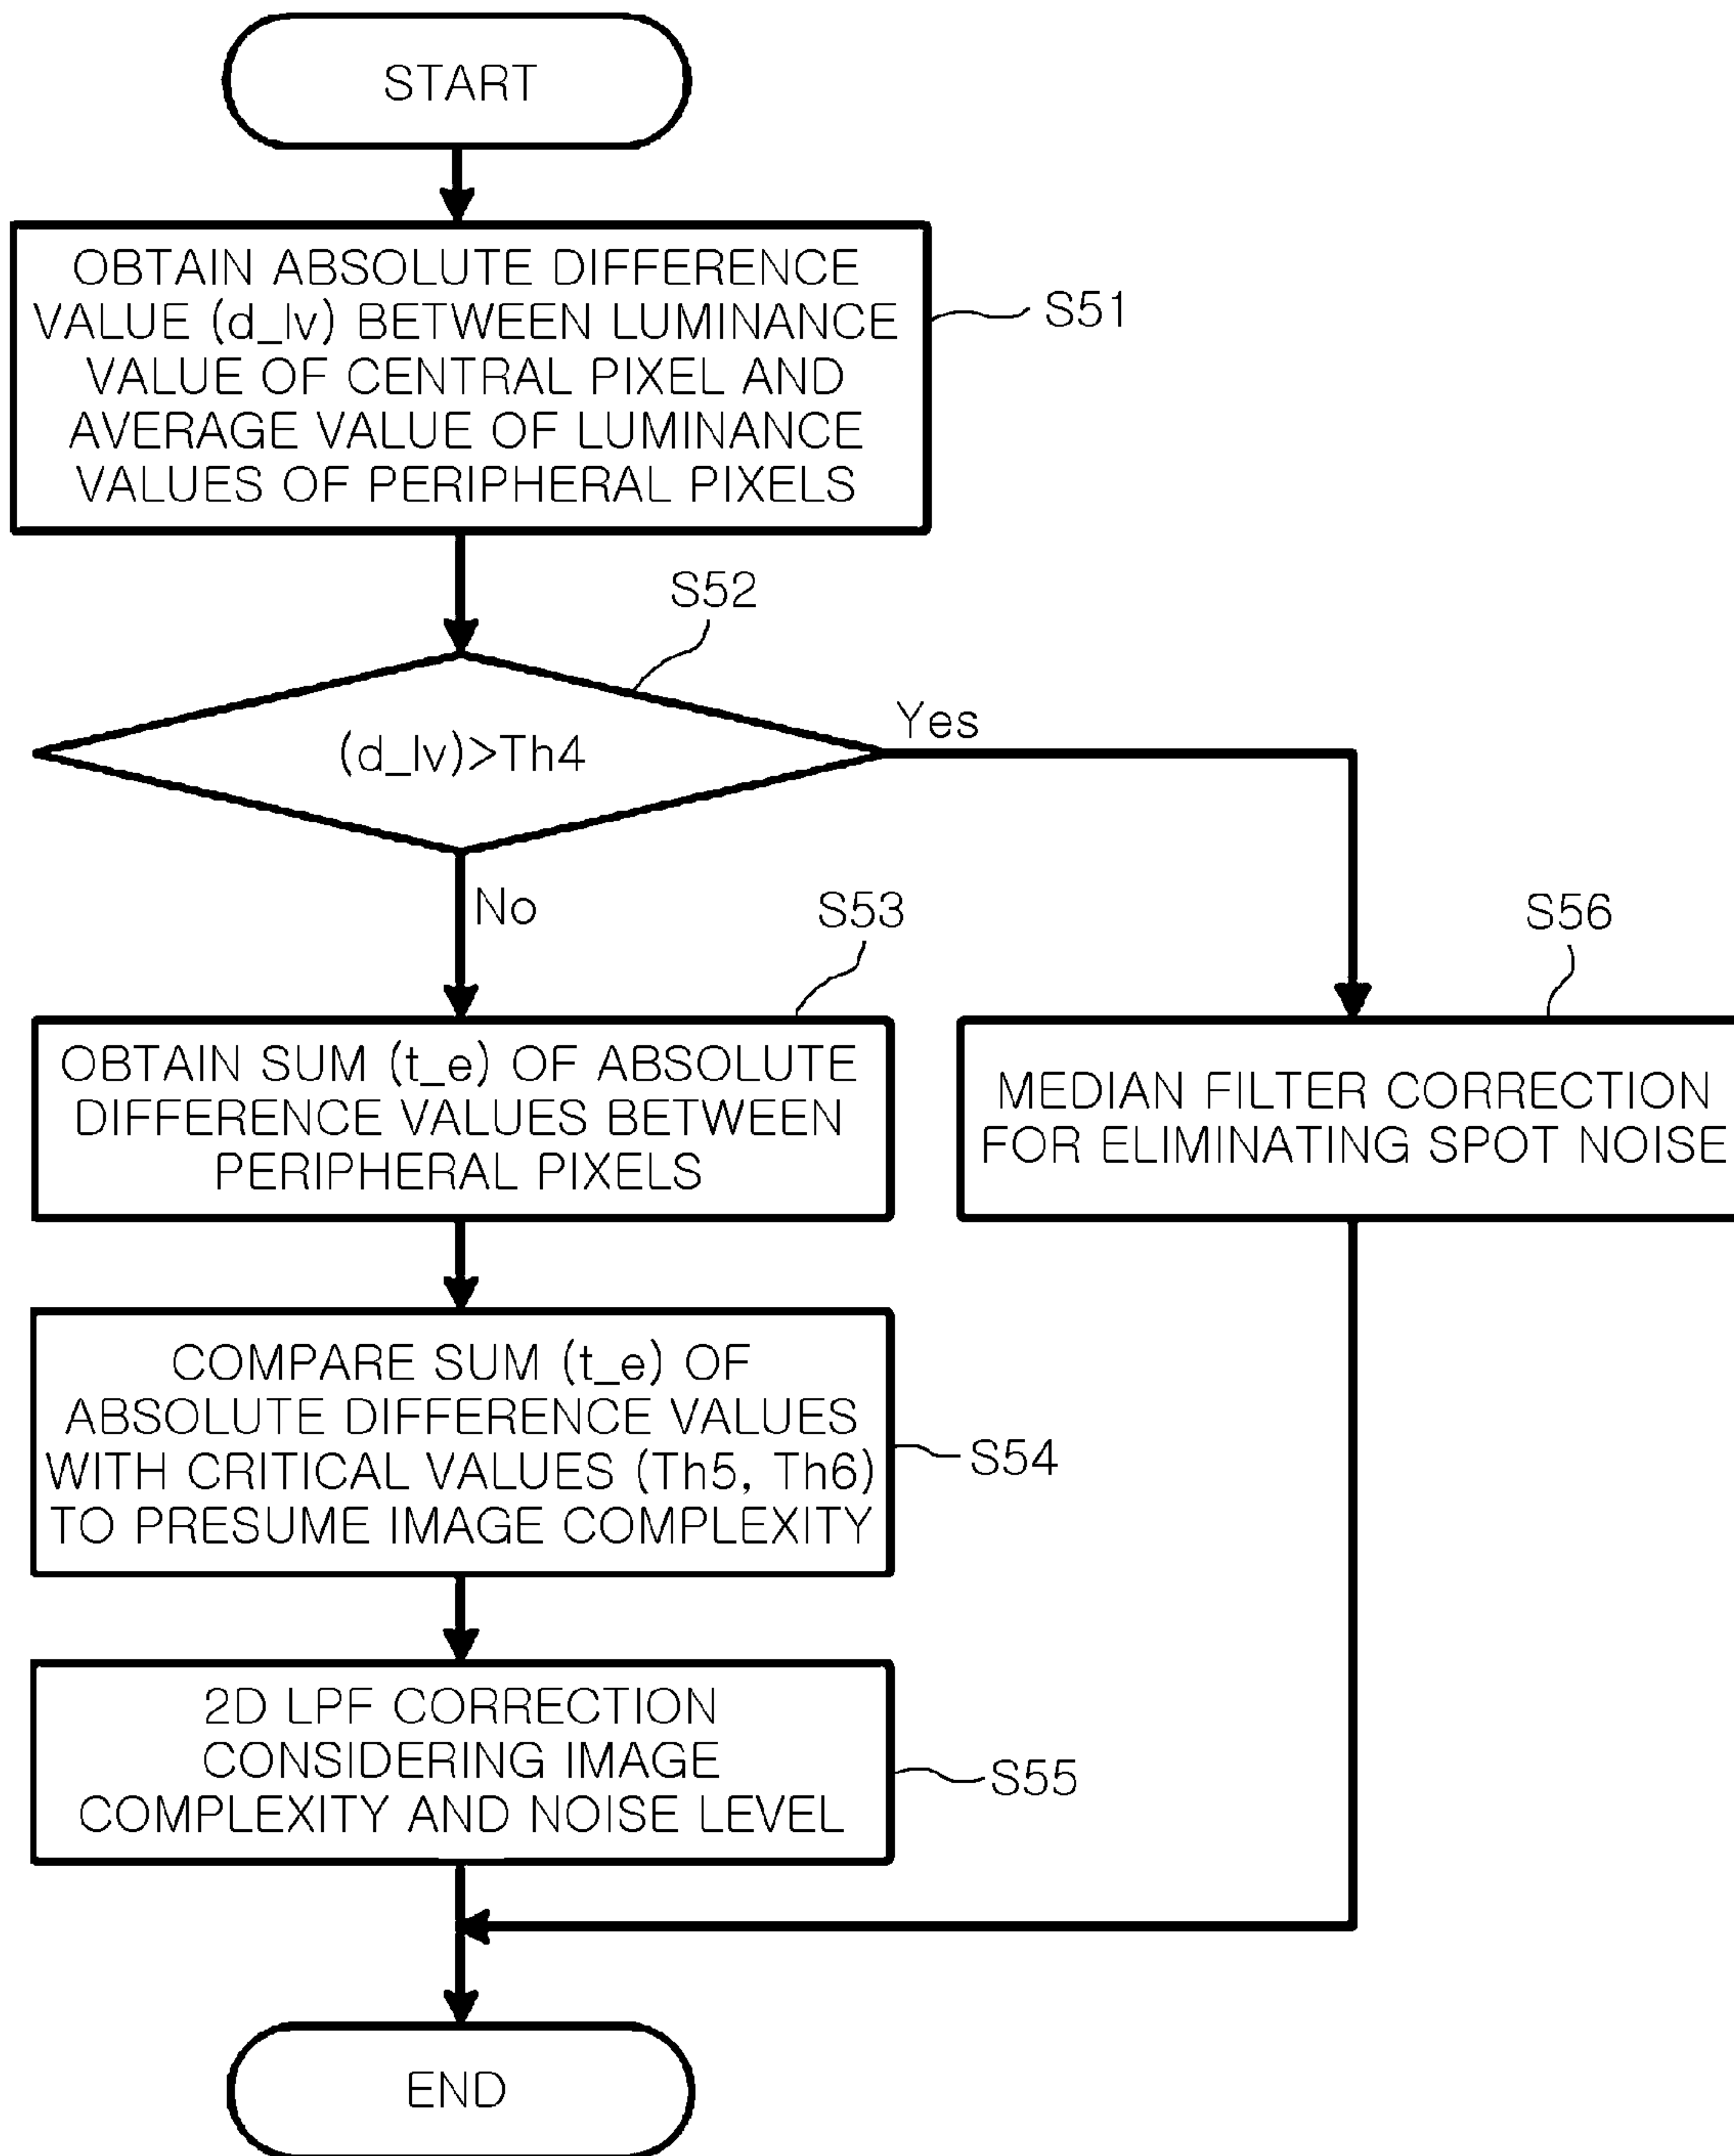 START
OBTAIN ABSOLUTE DIFFERENCE
VALUE (d_lv) BETWEEN LUMINANCE
VALUE OF CENTRAL PIXEL AND
AVERAGE VALUE OF LUMINANCE
VALUES OF PERIPHERAL PIXELS
S51
S52
(d_lv)>Th4
Yes
No
S53
S56
OBTAIN SUM (t_e) OF ABSOLUTE
DIFFERENCE VALUES BETWEEN
PERIPHERAL PIXELS
MEDIAN FILTER CORRECTION
FOR ELIMINATING SPOT NOISE
COMPARE SUM (t_e) OF
ABSOLUTE DIFFERENCE VALUES
WITH CRITICAL VALUES (Th5, Th6)
TO PRESUME IMAGE COMPLEXITY
S54
2D LPF CORRECTION
CONSIDERING IMAGE
COMPLEXITY AND NOISE LEVEL
S55
END